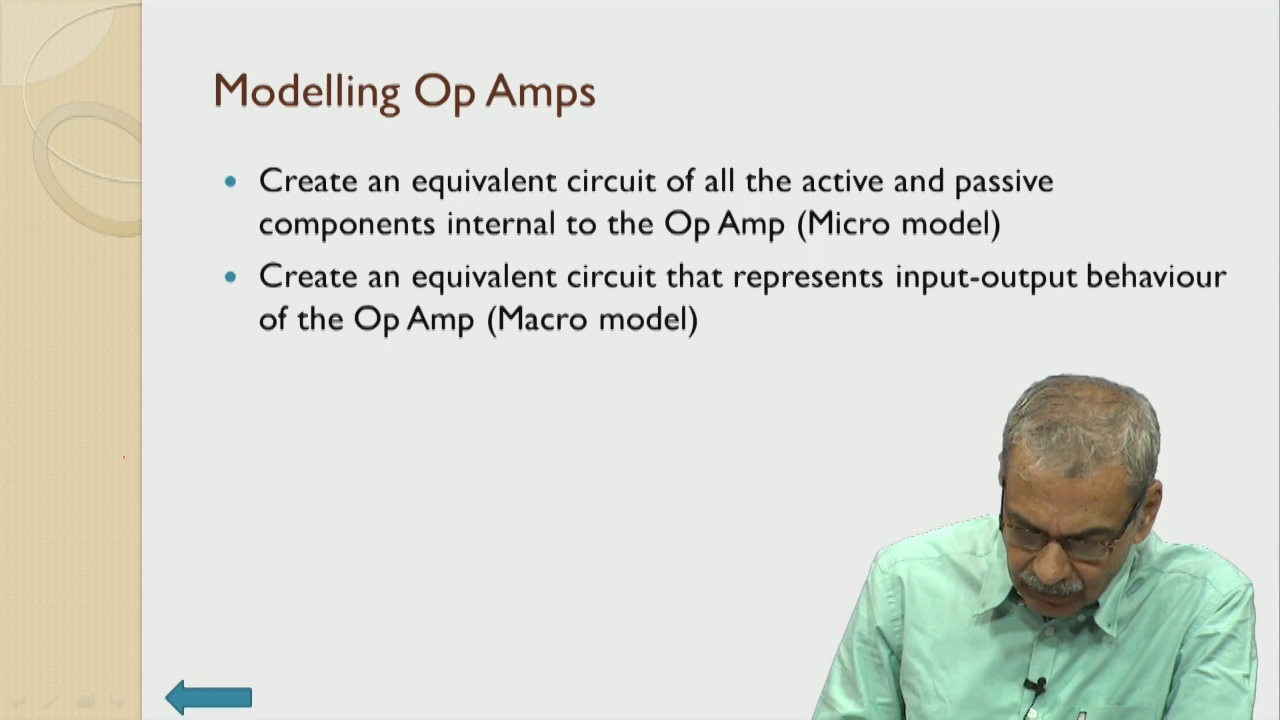 Modelling Op Amps
• Create an equivalent circuit of all the active and passive
components internal to the Op Amp (Micro model)
• Create an equivalent circuit that represents input-output behaviour
of the Op Amp (Macro model)